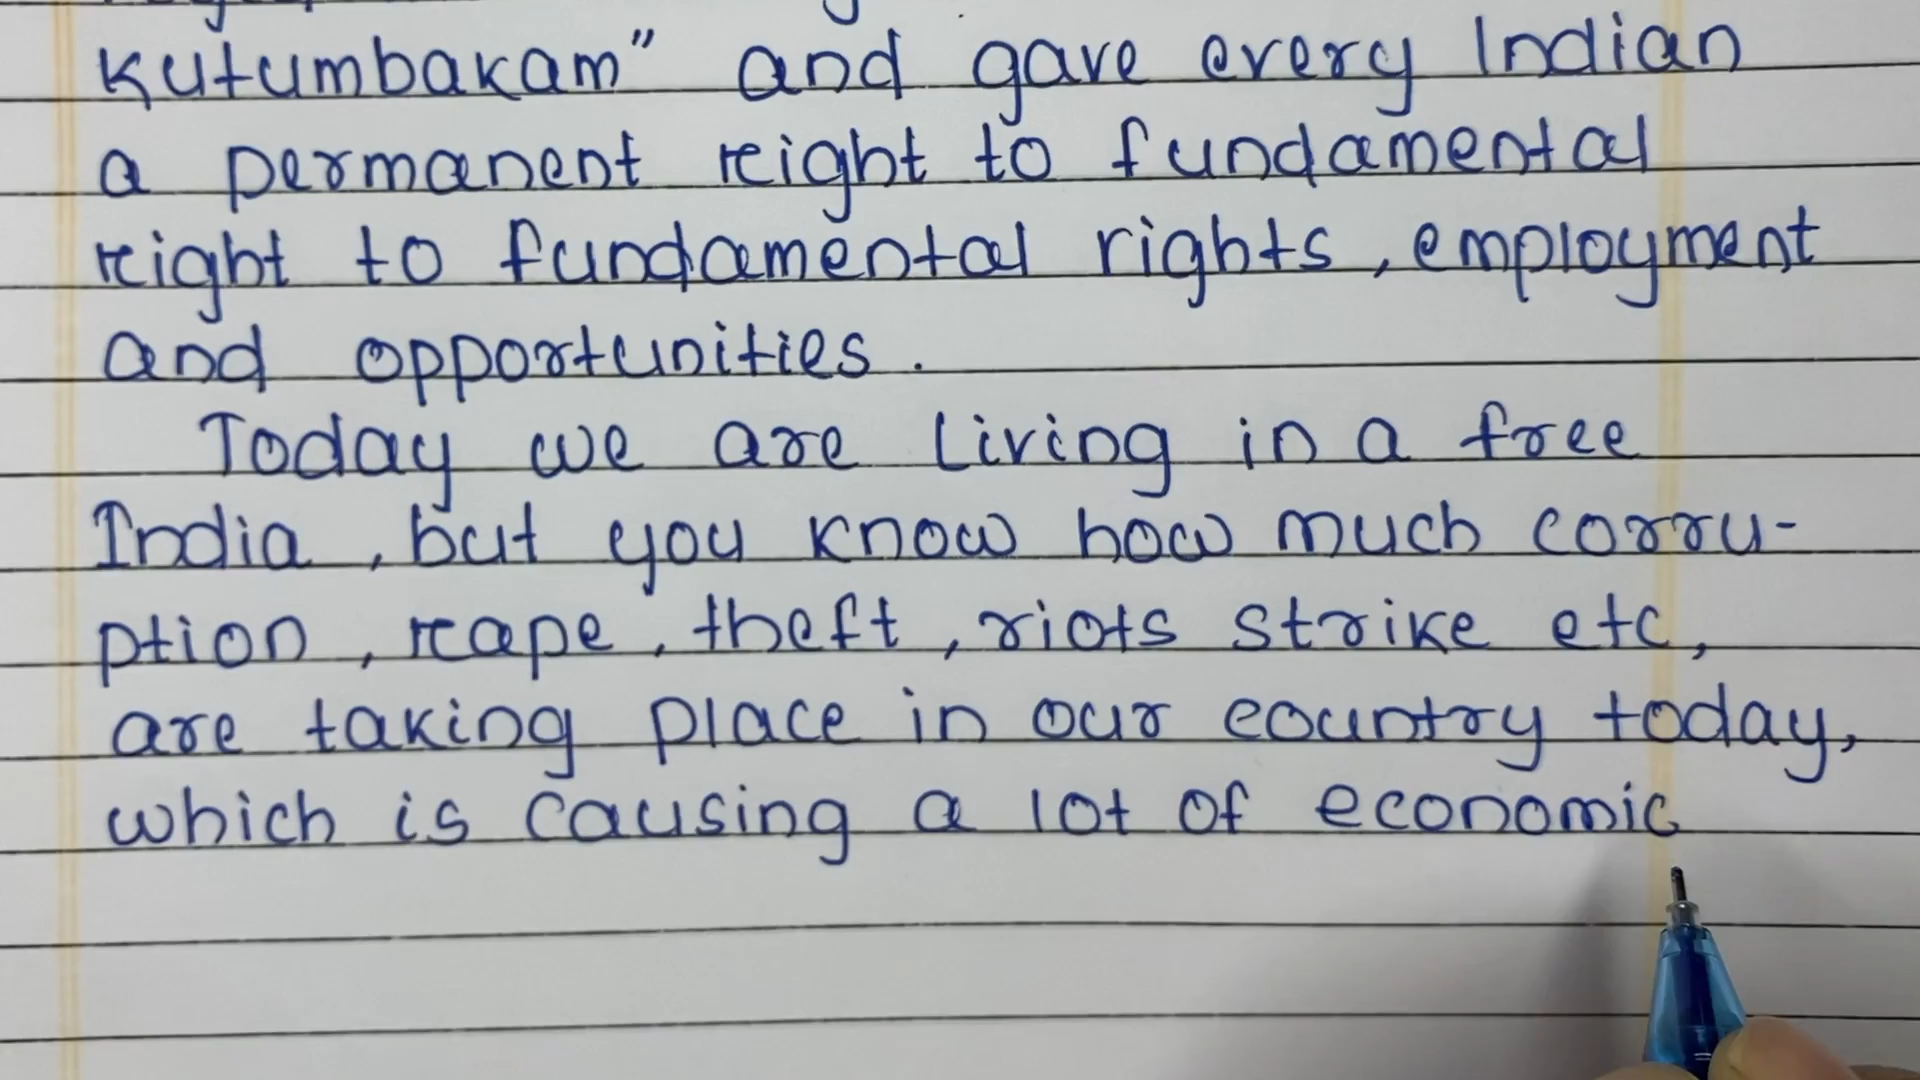 Kutumbakam" and gave every Indian
a permanent right to fundamental
right to fundamental rights, employment
and opportunities.
Today we are living in a free
India, but you know how much corru-
ption, rape, theft, riots strike etc,
are taking place in our country today,
which is causing a lot of economic